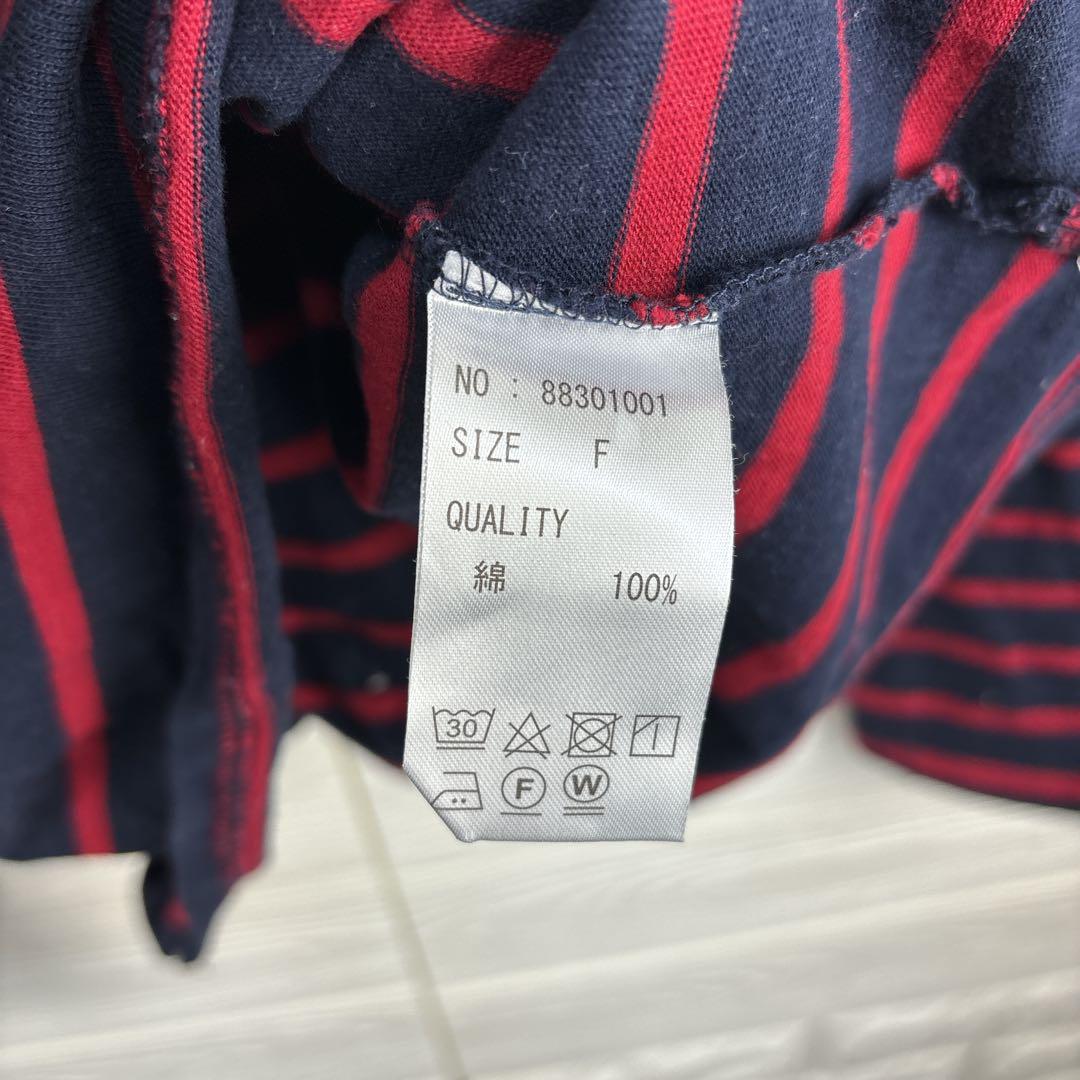 NO : 88301001
SIZE F
QUALITY
綿 100%
30
F W